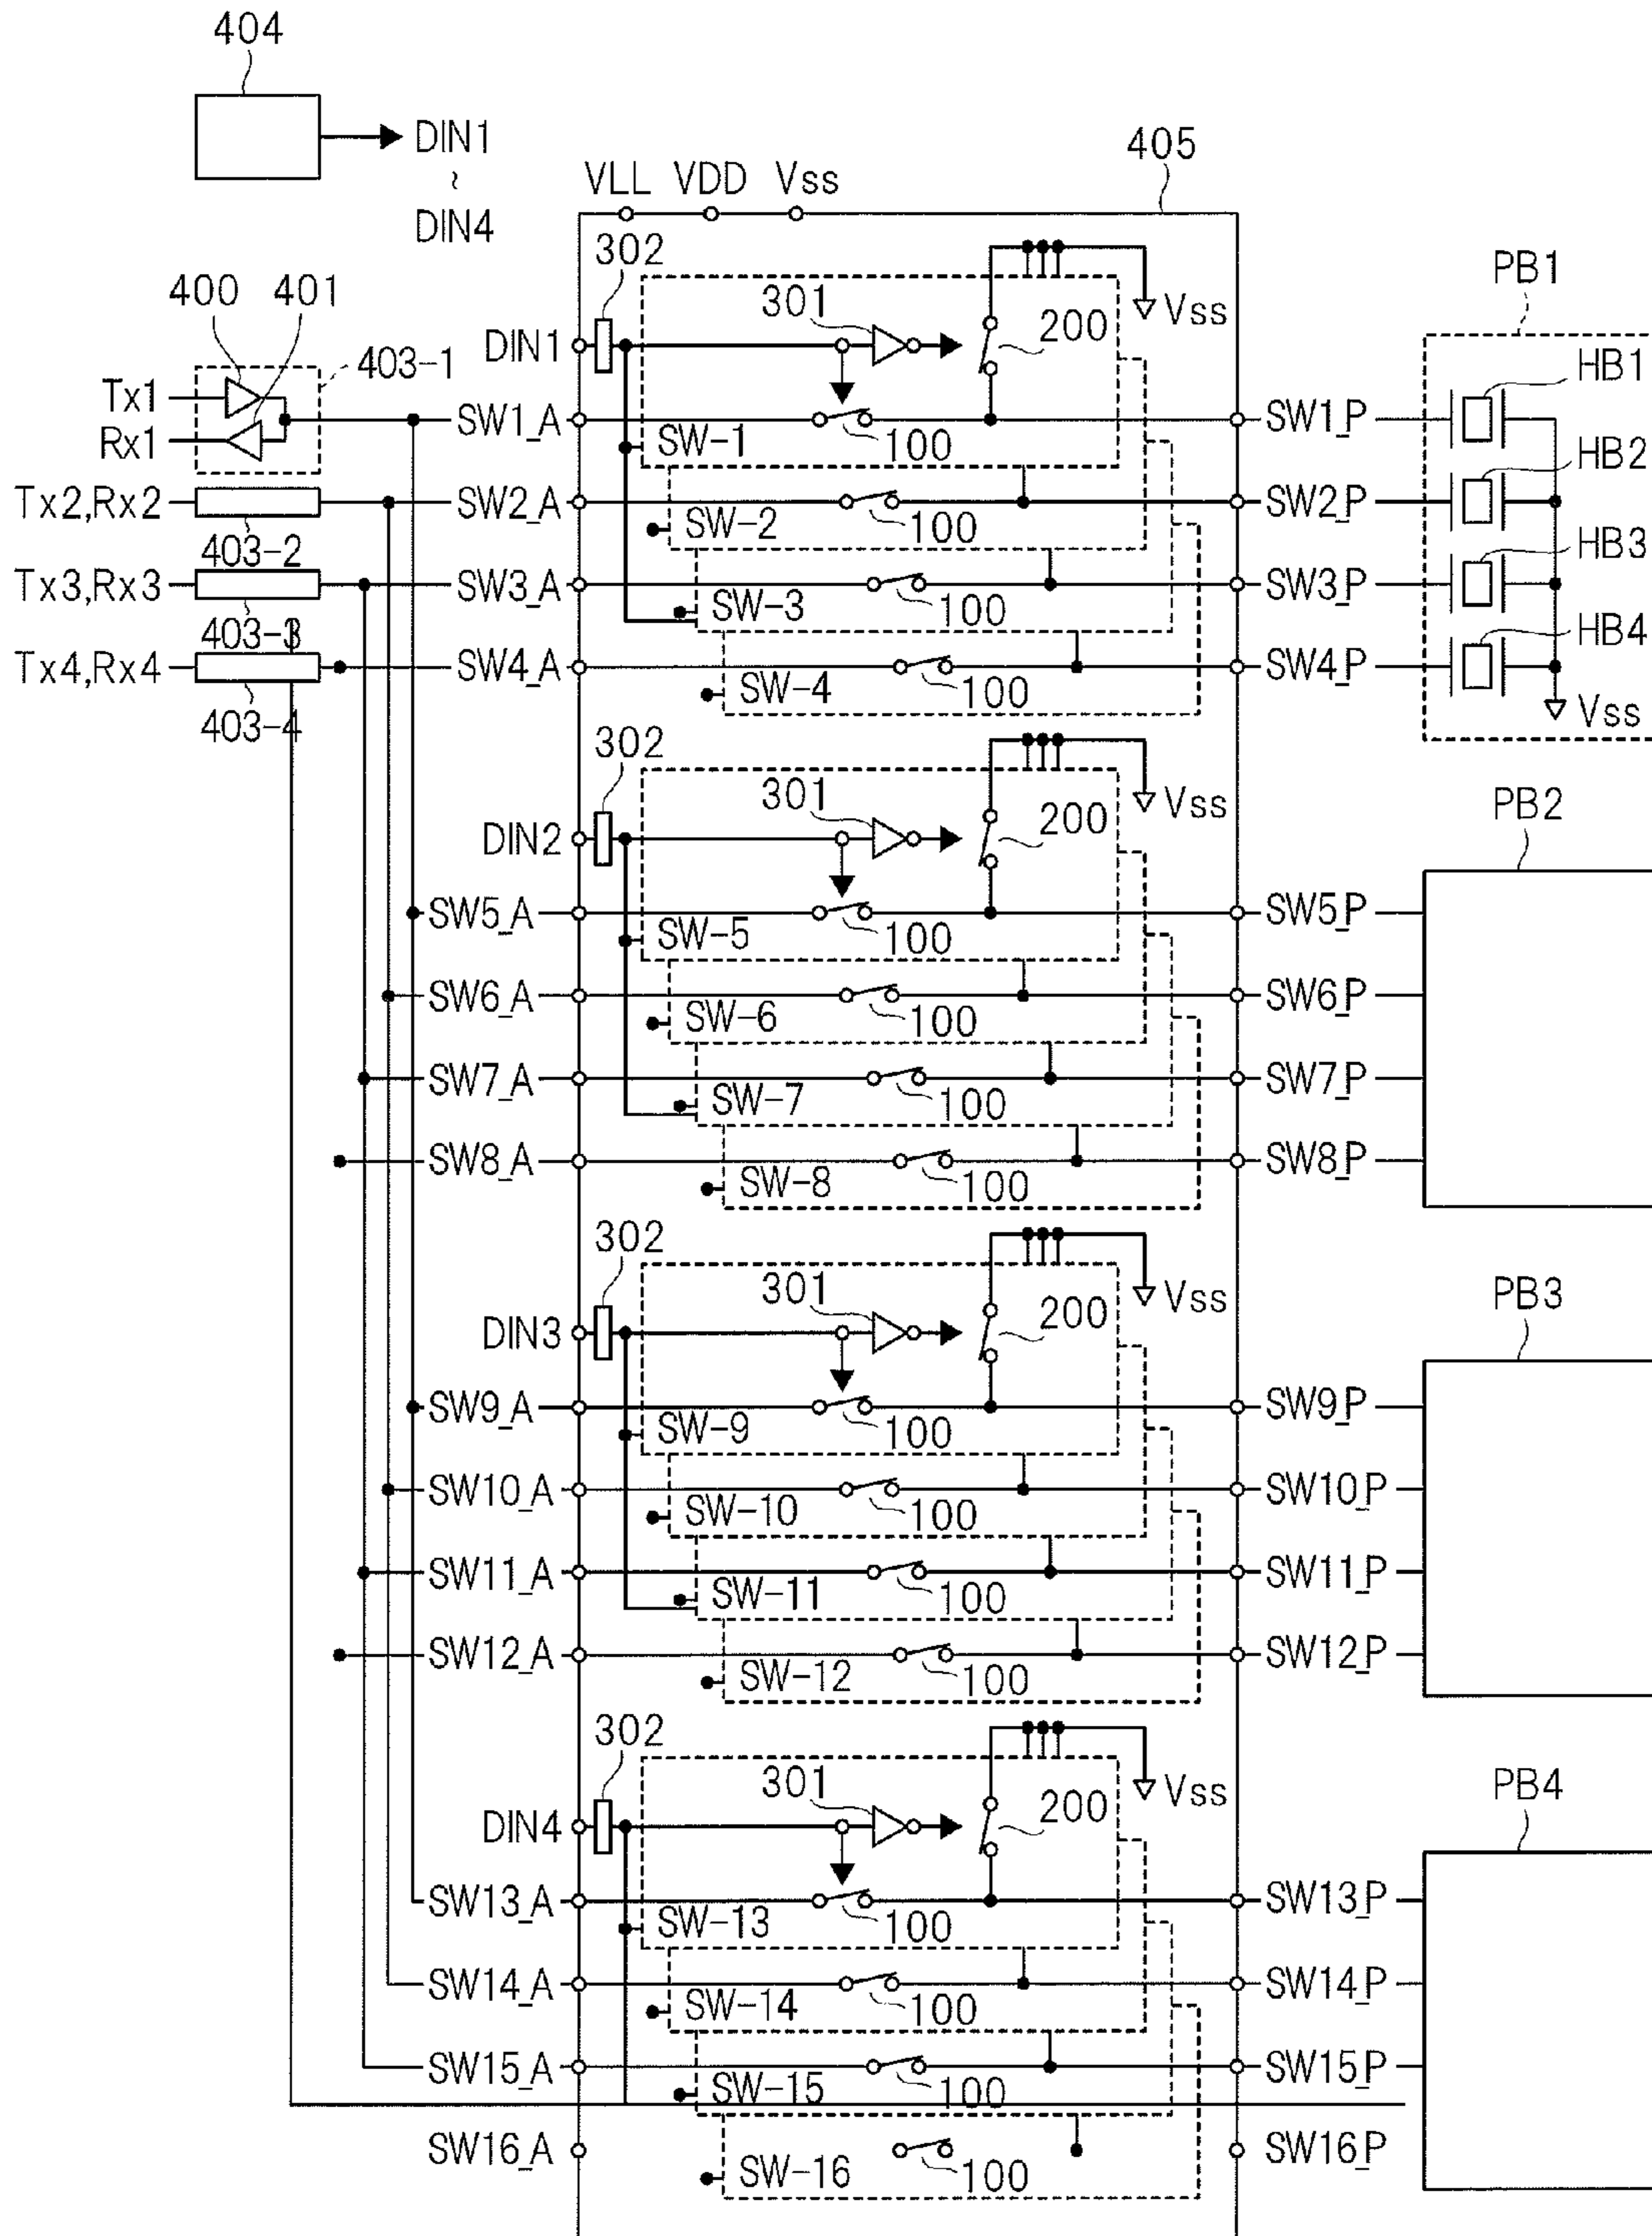 404
DIN1
~
DIN4
405
VLL VDD Vss
302
PB1
400 401
301
Vss
200
HB1
DIN1
403-1
Tx1
SW1_A
SW1_P
Rx1
SW-1
100
HB2
Tx2,Rx2
SW2_A
SW2_P
403-2
SW-2
100
HB3
Tx3,Rx3
SW3_A
SW3_P
403-3
SW-3
100
HB4
Tx4,Rx4
SW4_A
SW4_P
403-4
SW-4
100
Vss
302
301
Vss
200
PB2
DIN2
SW5_A
SW5_P
SW-5
100
SW6_A
SW6_P
SW-6
100
SW7_A
SW7_P
SW-7
100
SW8_A
SW8_P
SW-8
100
302
301
Vss
200
PB3
DIN3
SW9_A
SW9_P
SW-9
100
SW10_A
SW10_P
SW-10
100
SW11_A
SW11_P
SW-11
100
SW12_A
SW12_P
SW-12
100
302
301
Vss
200
PB4
DIN4
SW13_A
SW13_P
SW-13
100
SW14_A
SW14_P
SW-14
100
SW15_A
SW15_P
SW-15
100
SW16_A
SW16_P
SW-16
100